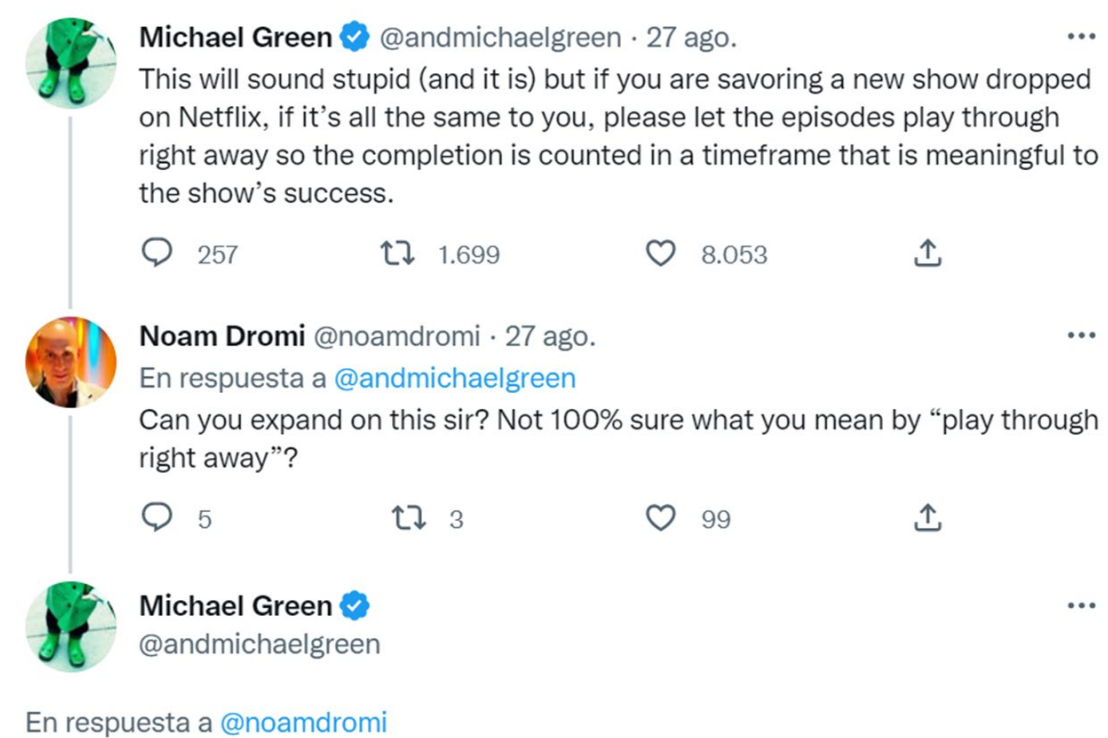 Michael Green @andmichaelgreen · 27 ago.
This will sound stupid (and it is) but if you are savoring a new show dropped
on Netflix, if it’s all the same to you, please let the episodes play through
right away so the completion is counted in a timeframe that is meaningful to
the show’s success.
257 1.699 8.053
Noam Dromi @noamdromi · 27 ago.
En respuesta a @andmichaelgreen
Can you expand on this sir? Not 100% sure what you mean by “play through
right away”?
5 3 99
Michael Green
@andmichaelgreen
En respuesta a @noamdromi